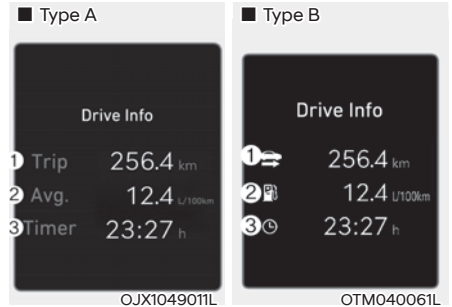 ■ Type A
Drive Info
① Trip 256.4 km
② Avg. 12.4 L/100km
③ Timer 23:27 h
OJX1049011L
■ Type B
Drive Info
① 256.4 km
② 12.4 L/100km
③ 23:27 h
OTM040061L